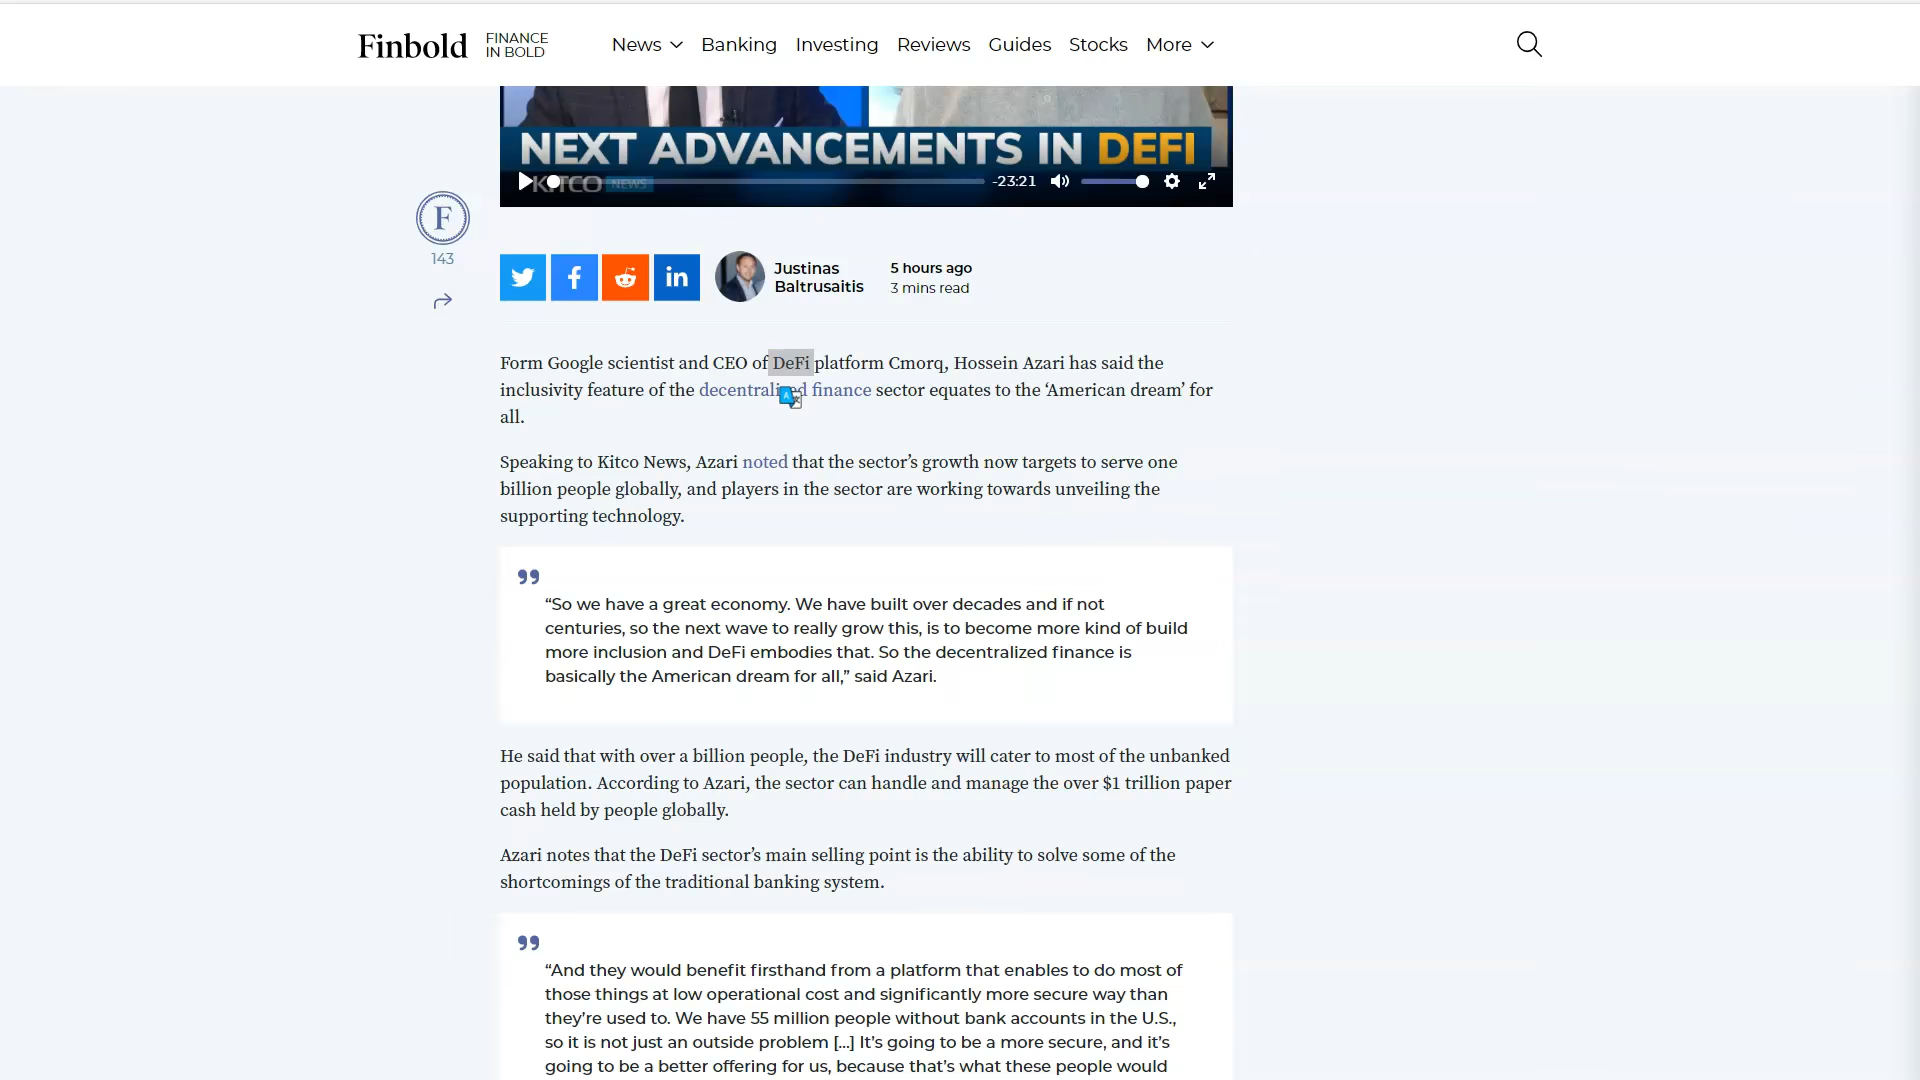 Finbold FINANCE IN BOLD News Banking Investing Reviews Guides Stocks More
NEXT ADVANCEMENTS IN DEFI
KITCO NEWS -23:21
F
143
Justinas 5 hours ago
Baltrusaitis 3 mins read
Form Google scientist and CEO of DeFi platform Cmorq, Hossein Azari has said the
inclusivity feature of the decentralized finance sector equates to the ‘American dream’ for
all.
Speaking to Kitco News, Azari noted that the sector’s growth now targets to serve one
billion people globally, and players in the sector are working towards unveiling the
supporting technology.
“So we have a great economy. We have built over decades and if not
centuries, so the next wave to really grow this, is to become more kind of build
more inclusion and DeFi embodies that. So the decentralized finance is
basically the American dream for all,” said Azari.
He said that with over a billion people, the DeFi industry will cater to most of the unbanked
population. According to Azari, the sector can handle and manage the over $1 trillion paper
cash held by people globally.
Azari notes that the DeFi sector’s main selling point is the ability to solve some of the
shortcomings of the traditional banking system.
“And they would benefit firsthand from a platform that enables to do most of
those things at low operational cost and significantly more secure way than
they’re used to. We have 55 million people without bank accounts in the U.S.,
so it is not just an outside problem [...] It’s going to be a more secure, and it’s
going to be a better offering for us, because that’s what these people would